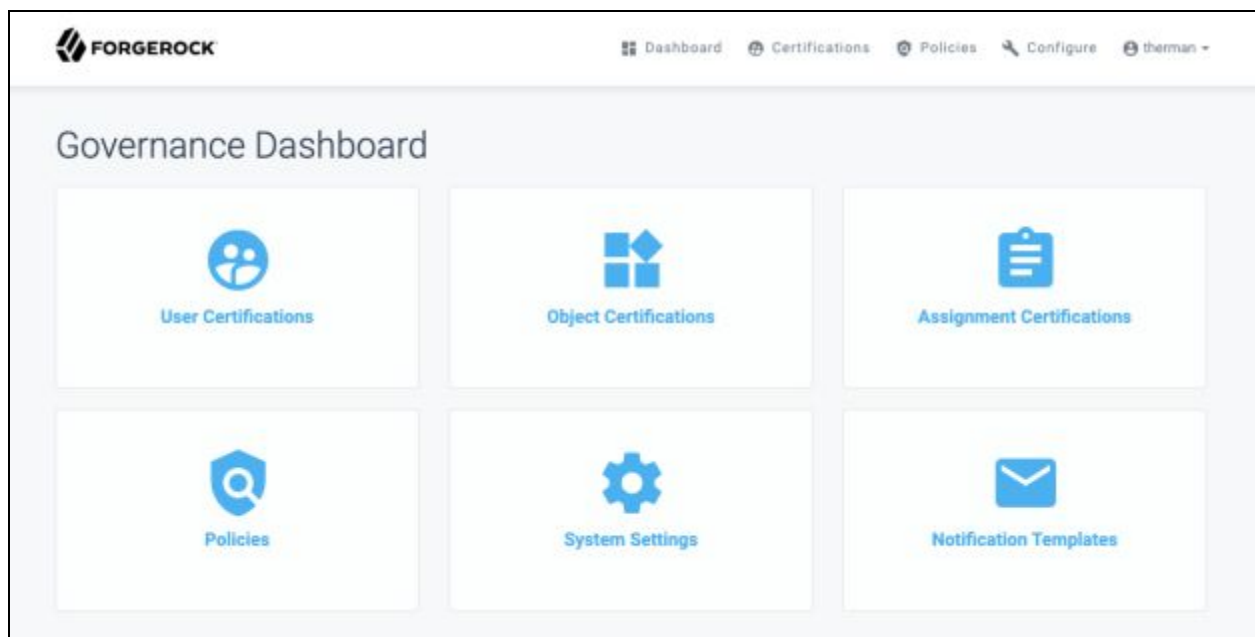 FORGEROCK
Dashboard Certifications Policies Configure therman
Governance Dashboard
User Certifications Object Certifications Assignment Certifications
Policies System Settings Notification Templates